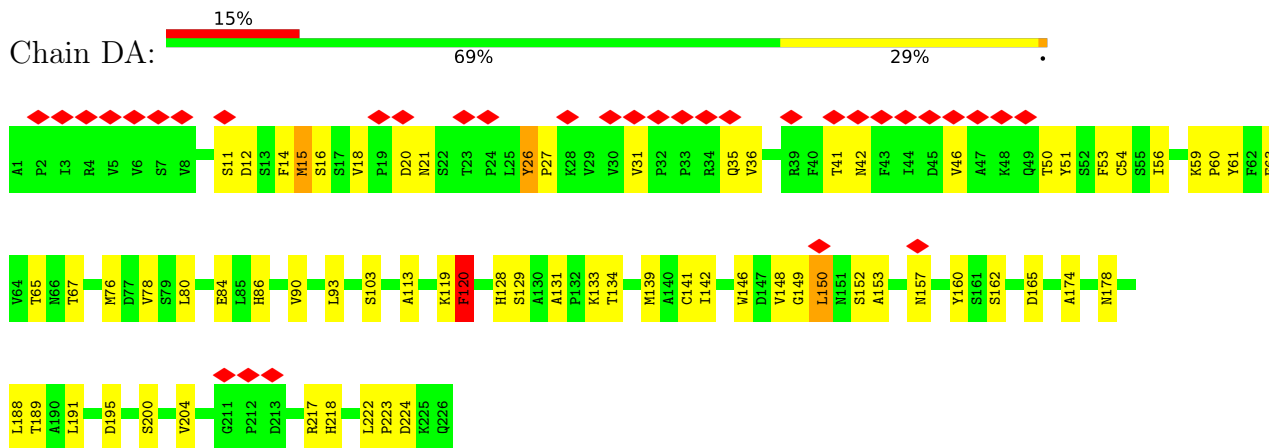 15%
Chain DA:
69% 29% •
A1 P2 I3 R4 V5 V6 S7 V8 S11 D12 S13 F14 M15 S16 S17 V18 P19 D20 N21 S22 T23 P24 L25 Y26 P27 K28 V29 V30 V31 P32 P33 R34 Q35 V36 R39 F40 T41 N42 F43 I44 D45 V46 A47 K48 Q49 T50 Y51 S52 F53 C54 S55 I56 K59 P60 Y61 F62
V64 T65 N66 T67 M76 D77 V78 S79 L80 E84 L85 H86 V90 L93 S103 A113 K119 F120 H128 S129 A130 A131 P132 K133 T134 M139 A140 C141 I142 W146 D147 V148 G149 L150 N151 S152 A153 N157 Y160 S161 S162 D165 A174 N178
L188 T189 A190 L191 D195 S200 V204 G211 P212 D213 R217 H218 L222 P223 D224 K225 Q226